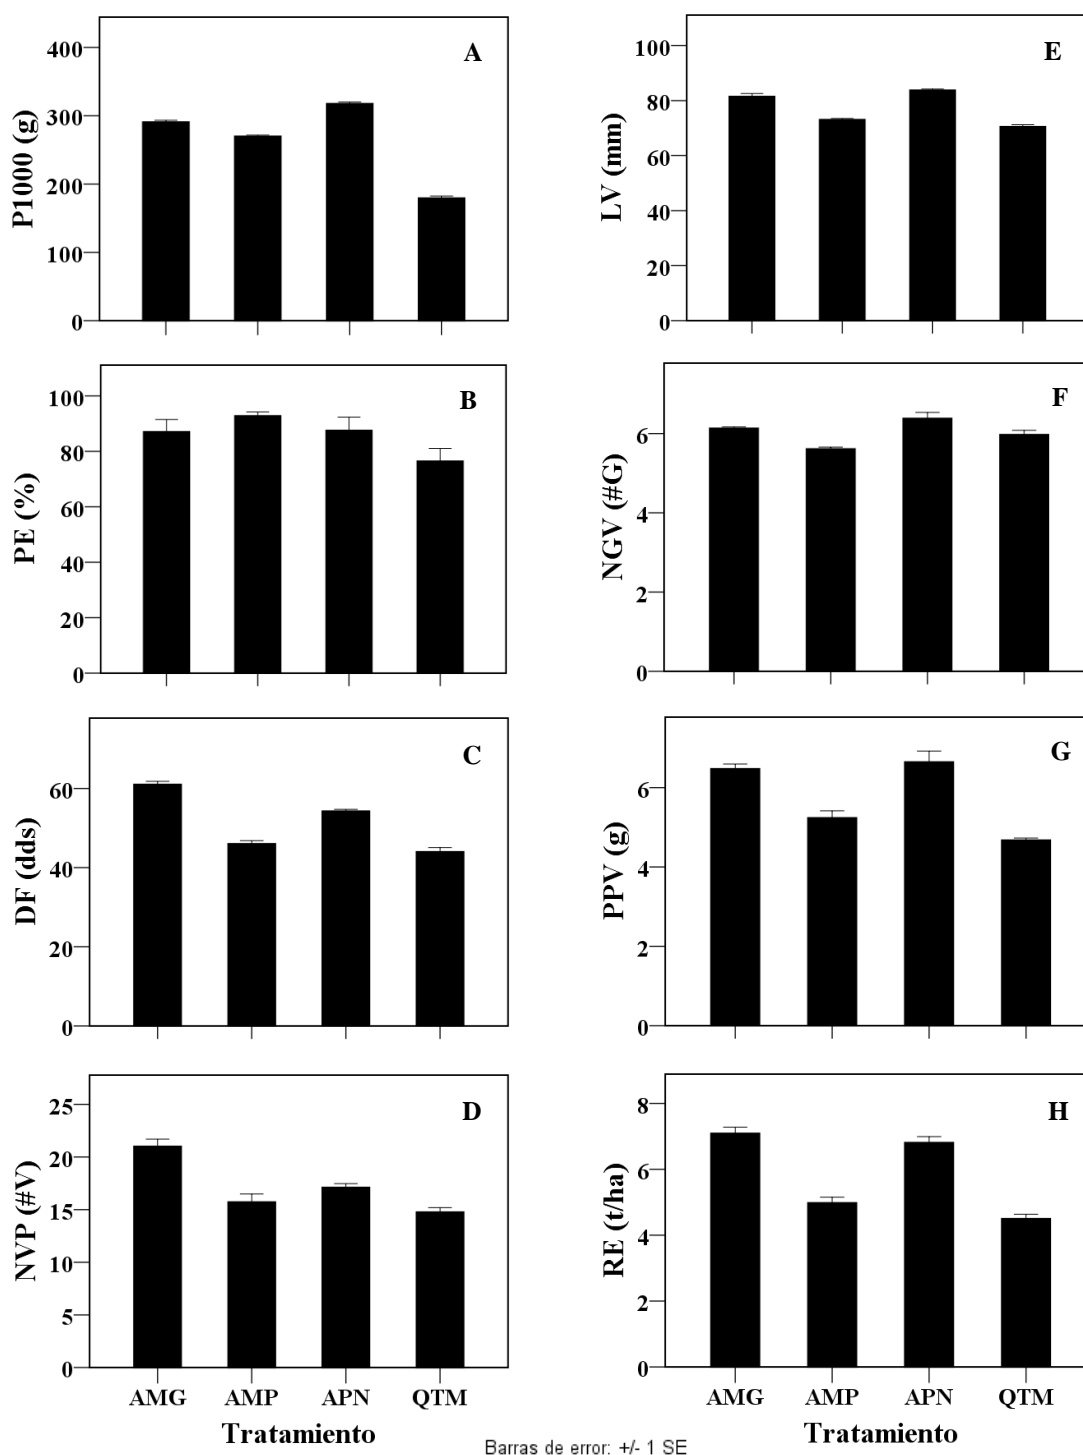 A
P1000 (g)
400
300
200
100
0
B
PE (%)
100
80
60
40
20
0
C
DF (dds)
60
40
20
0
D
NVP (#V)
25
20
15
10
5
0
AMG AMP APN QTM
Tratamiento
E
LV (mm)
100
80
60
40
20
0
F
NGV (#G)
6
4
2
0
G
PPV (g)
6
4
2
0
H
RE (t/ha)
8
6
4
2
0
AMG AMP APN QTM
Tratamiento
Barras de error: +/- 1 SE